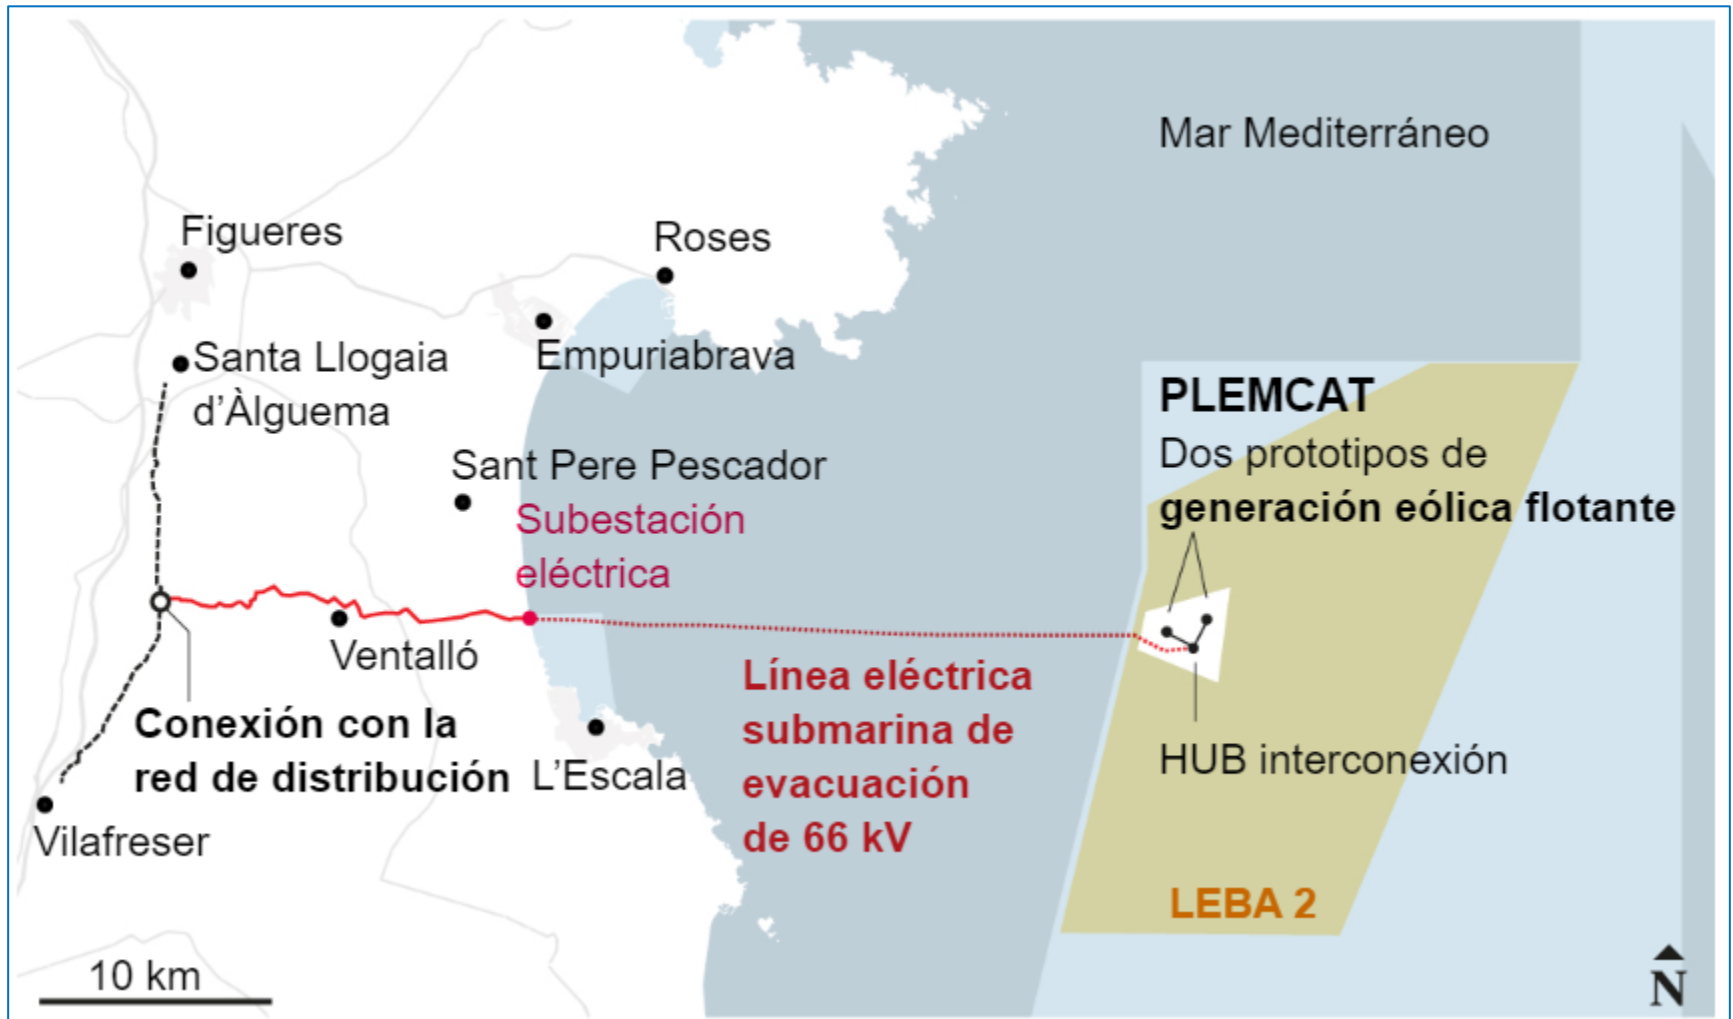 Mar Mediterráneo
Figueres
Roses
Empuriabrava
Santa Llogaia
d'Àlguema
PLEMCAT
Dos prototipos de
generación eólica flotante
Sant Pere Pescador
Subestación
eléctrica
Ventalló
Línea eléctrica
submarina de
evacuación
de 66 kV
Conexión con la
red de distribución
L'Escala
HUB interconexión
Vilafreser
LEBA 2
10 km
N